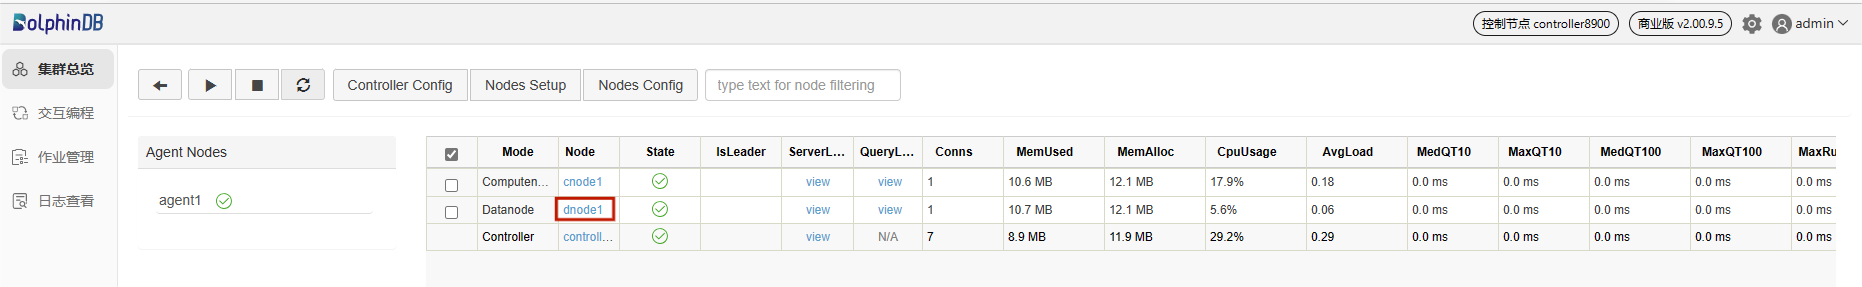 DolphinDB
控制节点 controller8900
商业版 v2.00.9.5
admin
集群总览
交互编程
作业管理
日志查看
Controller Config
Nodes Setup
Nodes Config
type text for node filtering
Agent Nodes
agent1
Mode Node State IsLeader ServerL... QueryL... Conns MemUsed MemAlloc CpuUsage AvgLoad MedQT10 MaxQT10 MedQT100 MaxQT100 MaxRu
Computen... cnode1 view view 1 10.6 MB 12.1 MB 17.9% 0.18 0.0 ms 0.0 ms 0.0 ms 0.0 ms 0.0 ms
Datanode dnode1 view view 1 10.7 MB 12.1 MB 5.6% 0.06 0.0 ms 0.0 ms 0.0 ms 0.0 ms 0.0 ms
Controller controll... view N/A 7 8.9 MB 11.9 MB 29.2% 0.29 0.0 ms 0.0 ms 0.0 ms 0.0 ms 0.0 ms